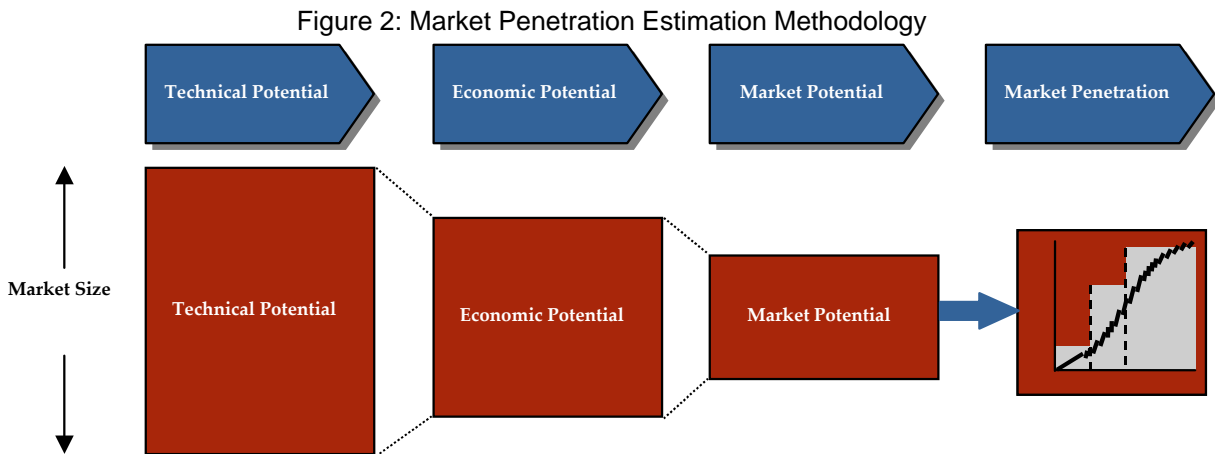 Figure 2: Market Penetration Estimation Methodology
Technical Potential
Economic Potential
Market Potential
Market Penetration
Market Size
Technical Potential
Economic Potential
Market Potential